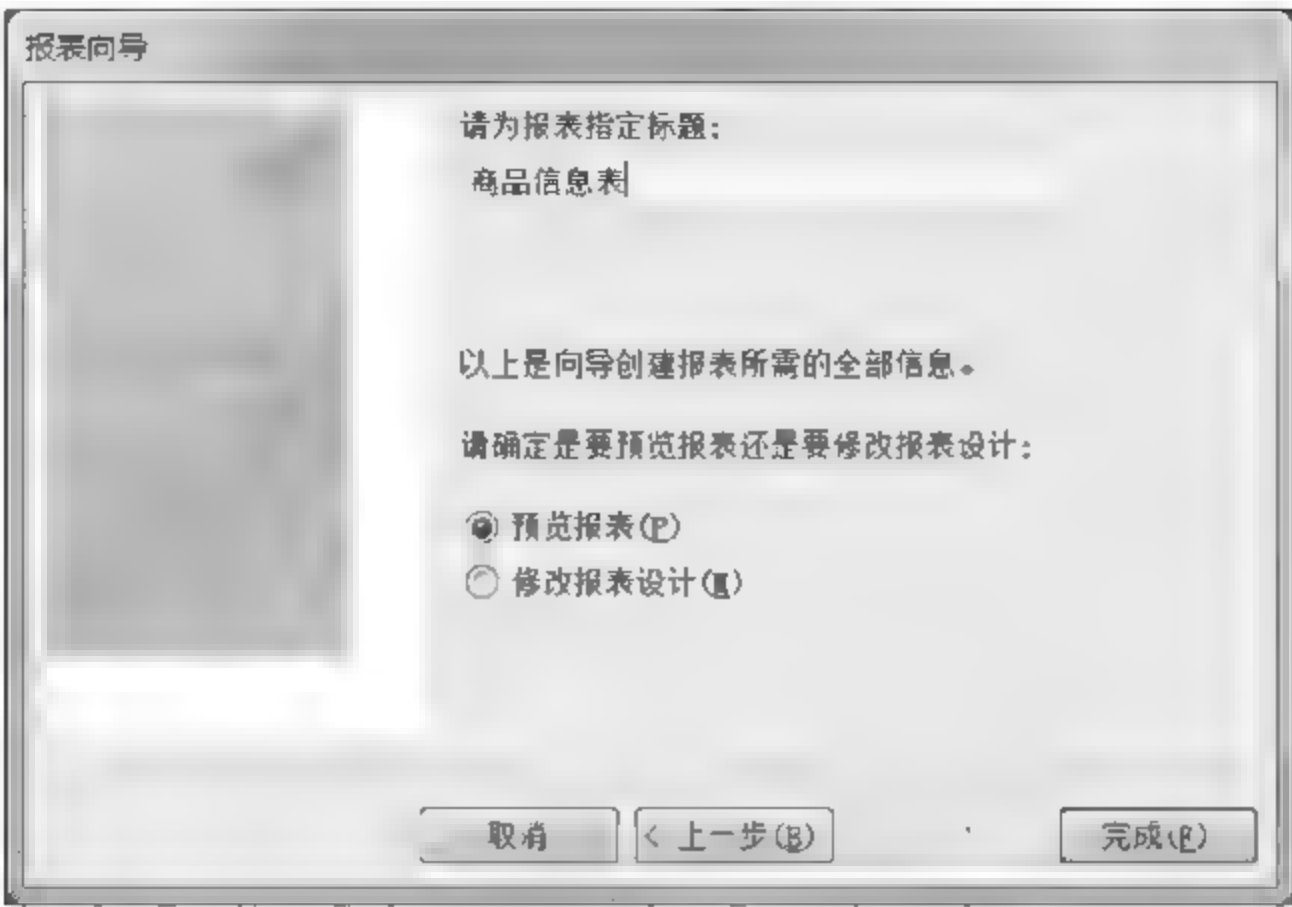 报表向导
请为报表指定标题:
商品信息表
以上是向导创建报表所需的全部信息。
请确定是要预览报表还是要修改报表设计:
预览报表(P)
修改报表设计(M)
取消
< 上一步(B)
完成(F)